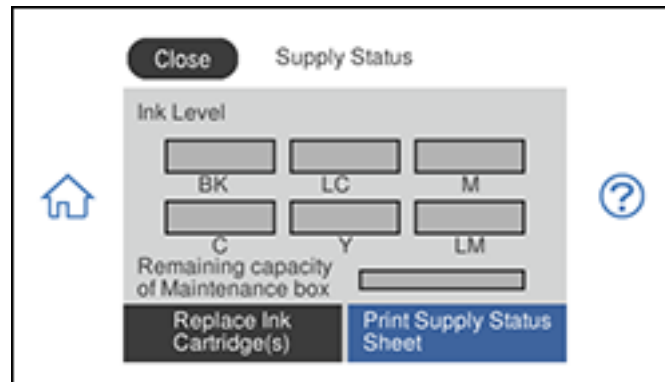 Close Supply Status
Ink Level
BK LC M
C Y LM
Remaining capacity
of Maintenance box
Replace Ink
Cartridge(s)
Print Supply Status
Sheet
?